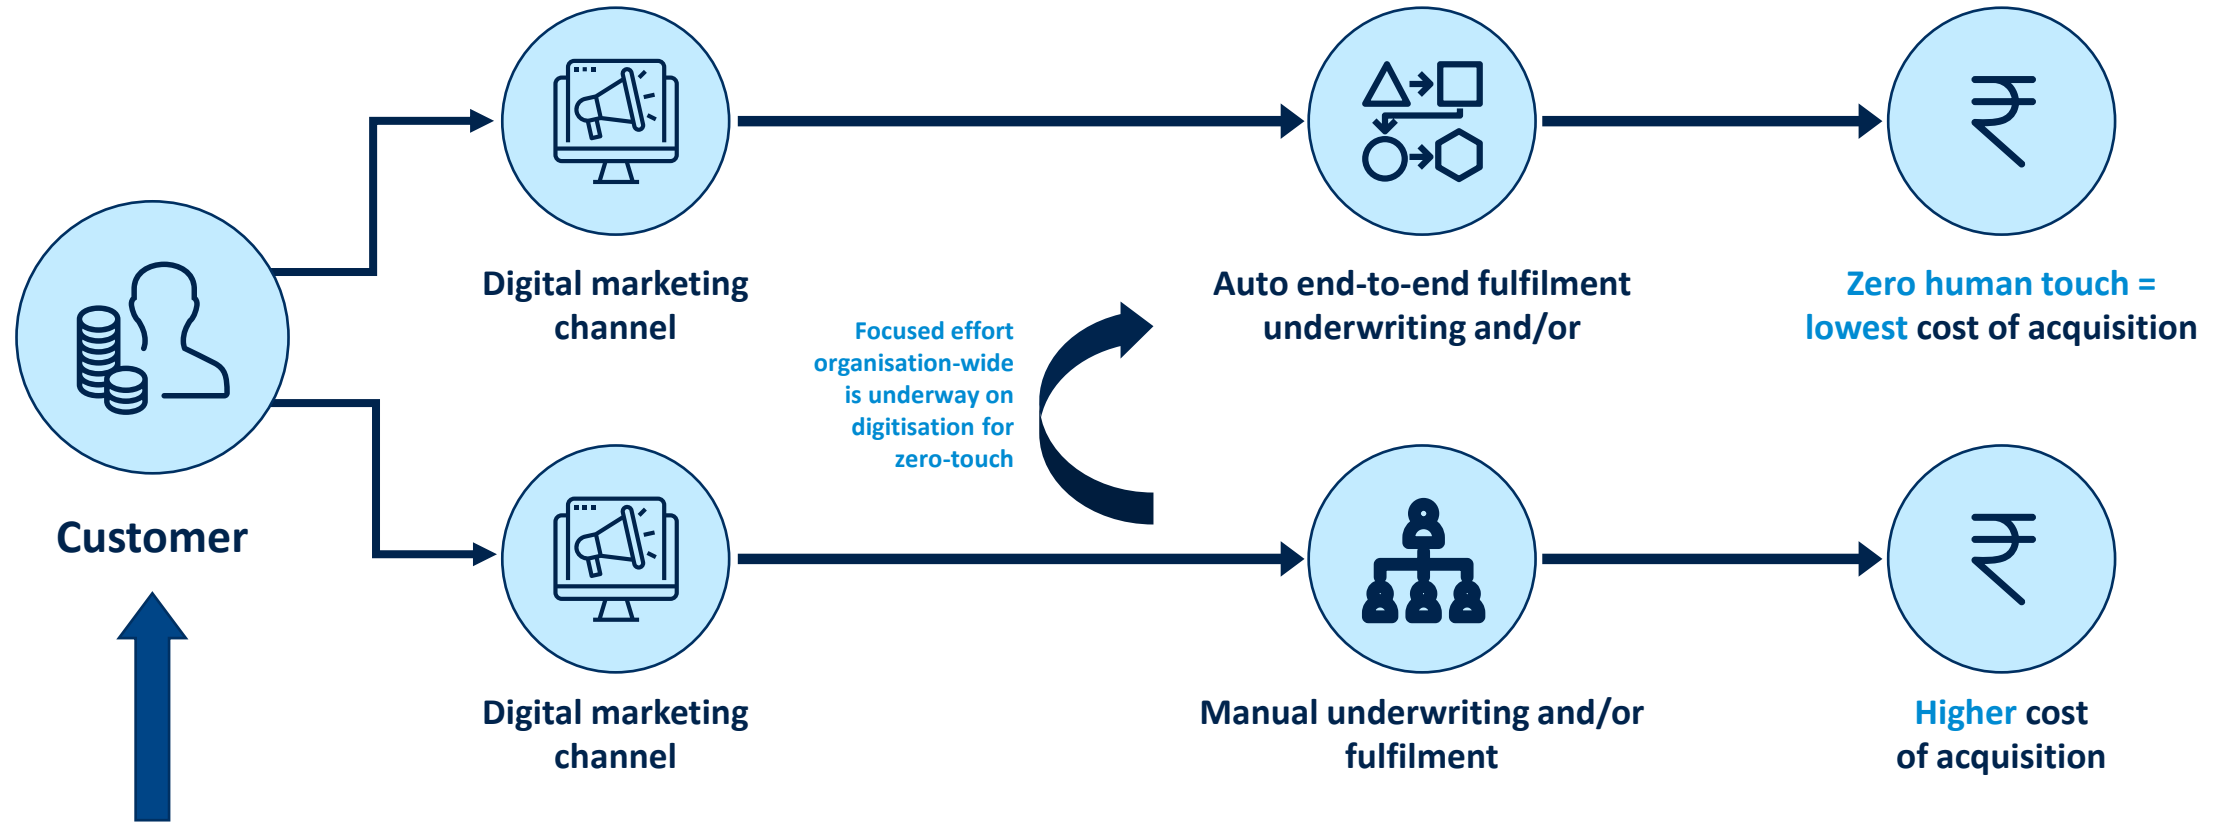 Digital marketing
channel
Auto end-to-end fulfilment
underwriting and/or
Zero human touch =
lowest cost of acquisition
Focused effort
organisation-wide
is underway on
digitisation for
zero-touch
Customer
Digital marketing
channel
Manual underwriting and/or
fulfilment
Higher cost
of acquisition